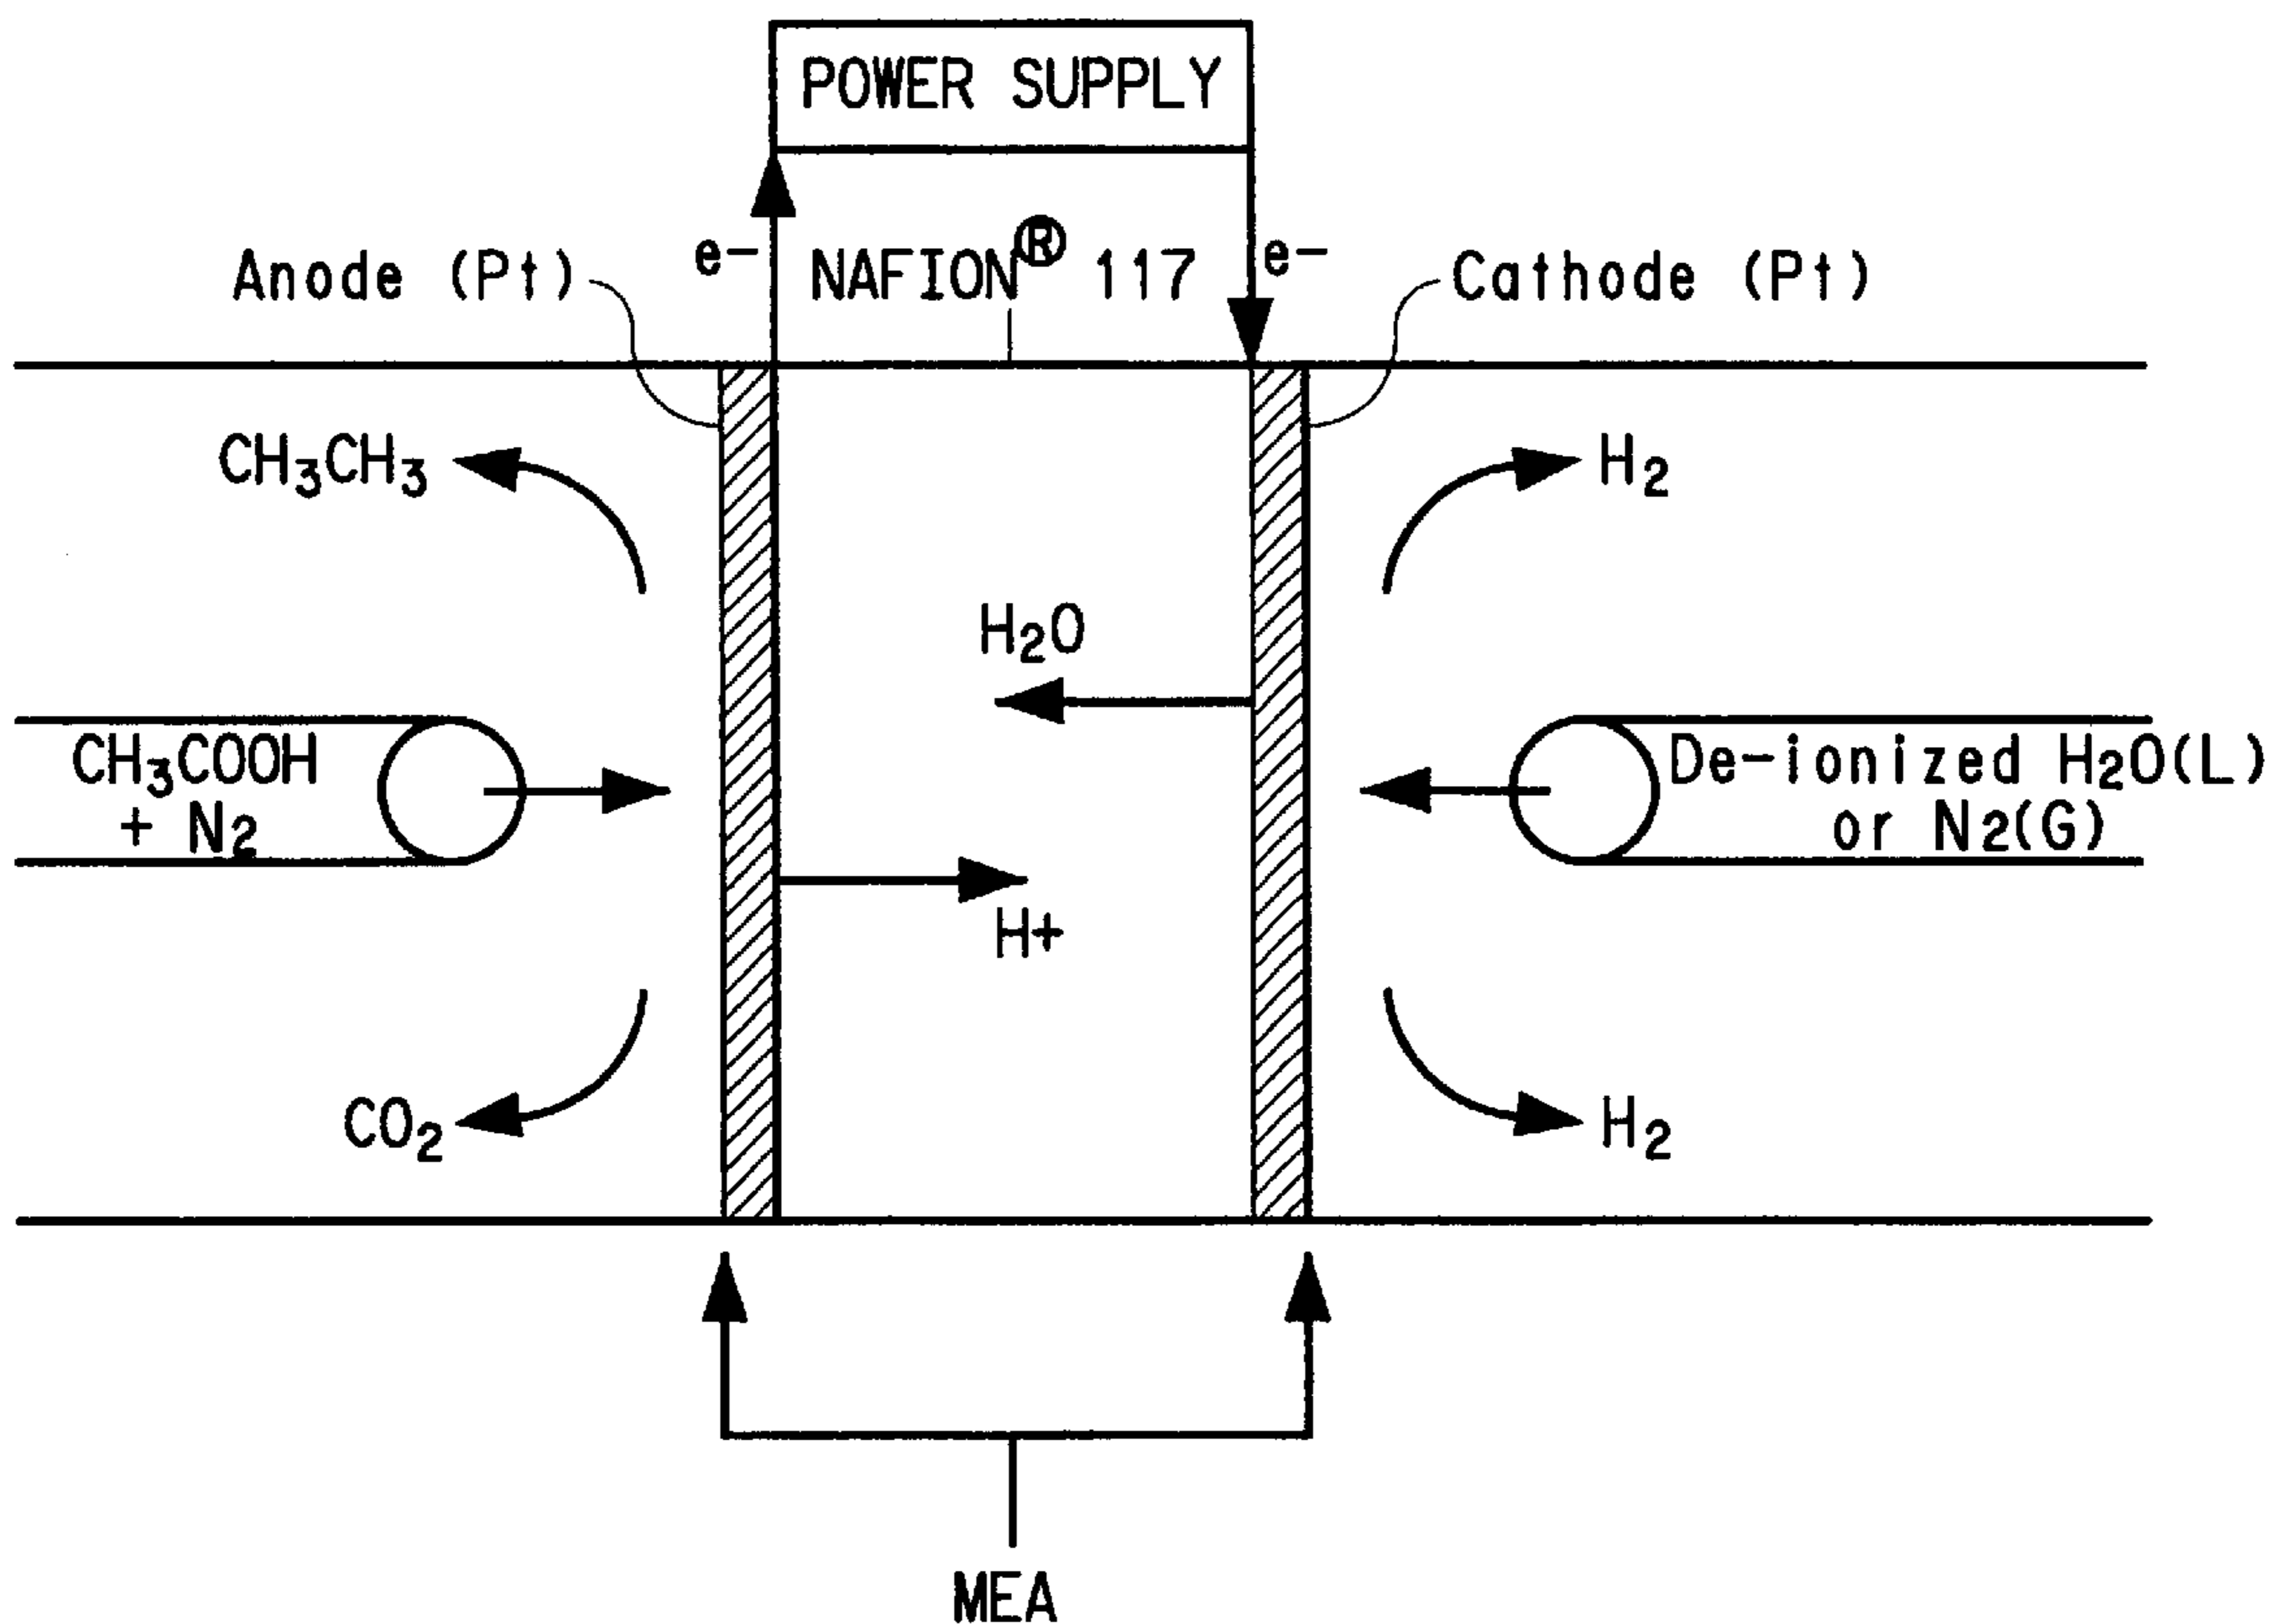 POWER SUPPLY
Anode (Pt)
e-
NAFION® 117
e-
Cathode (Pt)
CH₃CH₃
H₂
H₂O
CH₃COOH
+ N₂
De-ionized H₂O(L)
or N₂(G)
H+
CO₂
H₂
MEA